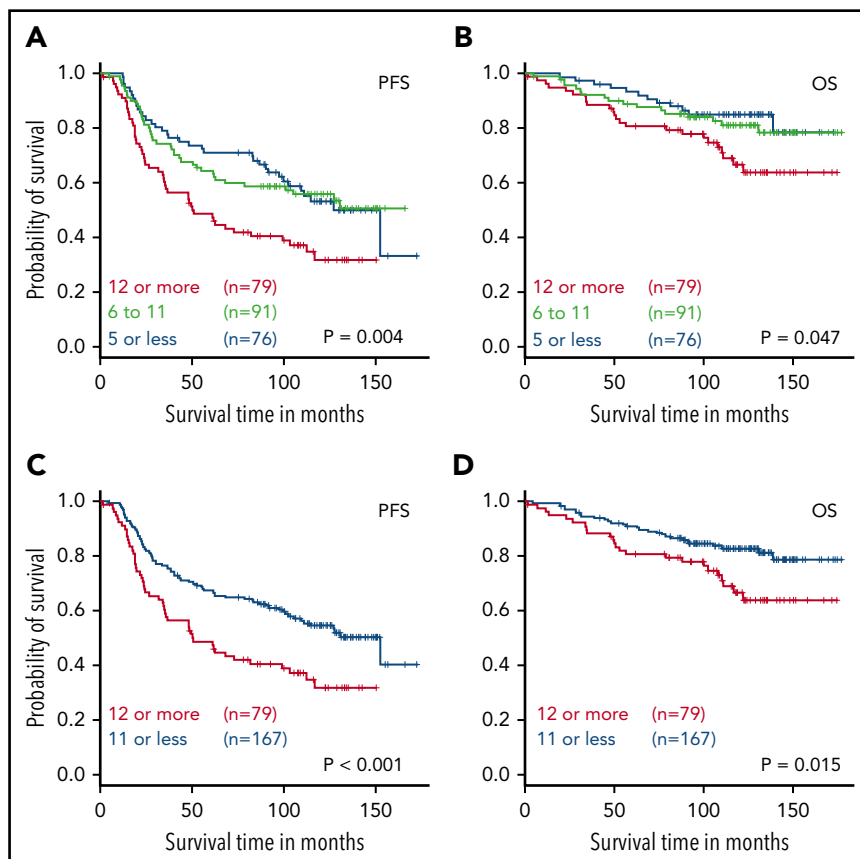 A
PFS
1.0
0.8
0.6
0.4
0.2
0.0
Probability of survival
12 or more (n=79)
6 to 11 (n=91)
5 or less (n=76)
P = 0.004
0 50 100 150
Survival time in months
B
OS
1.0
0.8
0.6
0.4
0.2
0.0
12 or more (n=79)
6 to 11 (n=91)
5 or less (n=76)
P = 0.047
0 50 100 150
Survival time in months
C
PFS
1.0
0.8
0.6
0.4
0.2
0.0
Probability of survival
12 or more (n=79)
11 or less (n=167)
P < 0.001
0 50 100 150
Survival time in months
D
OS
1.0
0.8
0.6
0.4
0.2
0.0
12 or more (n=79)
11 or less (n=167)
P = 0.015
0 50 100 150
Survival time in months